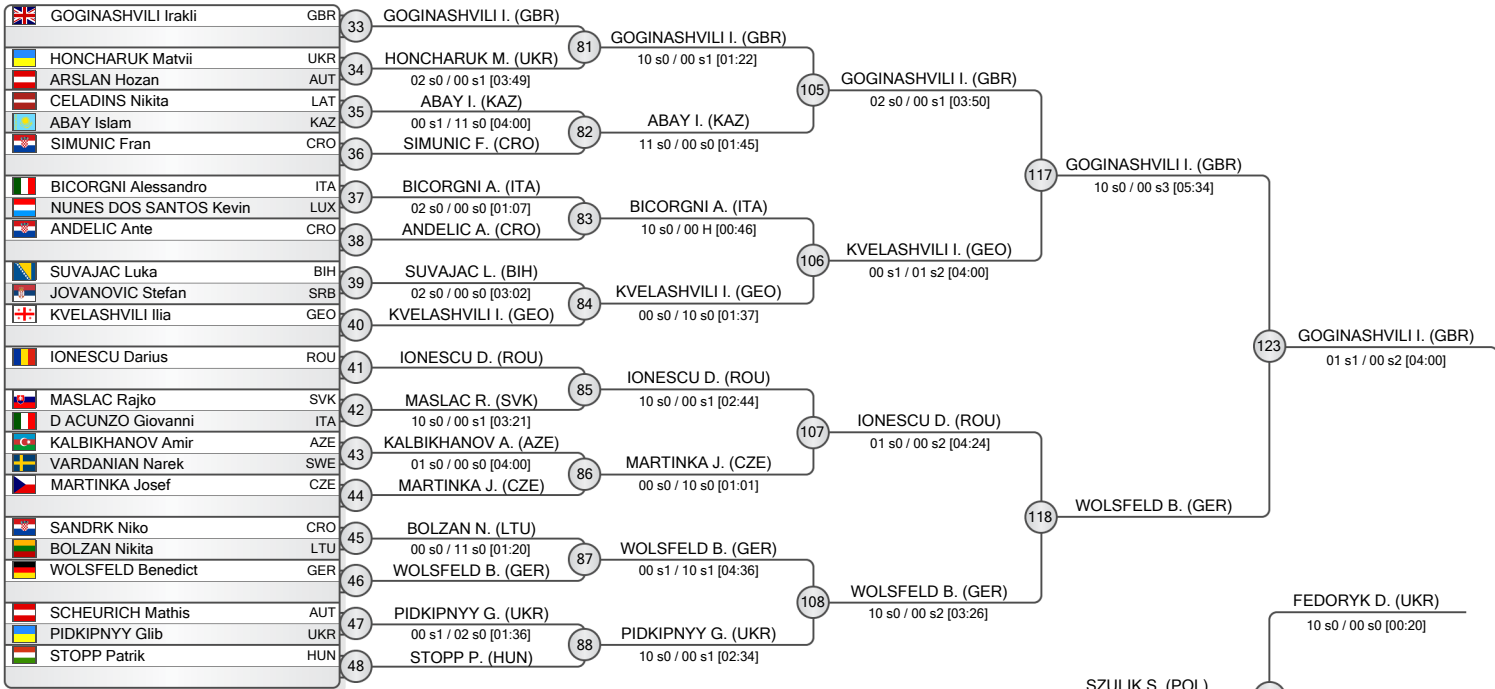 GOGINASHVILI Irakli GBR
HONCHARUK Matvii UKR
ARSLAN Hozan AUT
CELADINS Nikita LAT
ABAY Islam KAZ
SIMUNIC Fran CRO
BICORGNI Alessandro ITA
NUNES DOS SANTOS Kevin LUX
ANDELIC Ante CRO
SUVAJAC Luka BIH
JOVANOVIC Stefan SRB
KVELASHVILI Ilia GEO
IONESCU Darius ROU
MASLAC Rajko SVK
D ACUNZO Giovanni ITA
KALBIKHANOV Amir AZE
VARDANIAN Narek SWE
MARTINKA Josef CZE
SANDRK Niko CRO
BOLZAN Nikita LTU
WOLSFELD Benedict GER
SCHEURICH Mathis AUT
PIDKIPNYY Glib UKR
STOPP Patrik HUN
33 GOGINASHVILI I. (GBR)
34 HONCHARUK M. (UKR)
02 s0 / 00 s1 [03:49]
35 ABAY I. (KAZ)
00 s1 / 11 s0 [04:00]
36 SIMUNIC F. (CRO)
37 BICORGNI A. (ITA)
02 s0 / 00 s0 [01:07]
38 ANDELIC A. (CRO)
39 SUVAJAC L. (BIH)
02 s0 / 00 s0 [03:02]
40 KVELASHVILI I. (GEO)
41 IONESCU D. (ROU)
42 MASLAC R. (SVK)
10 s0 / 00 s1 [03:21]
43 KALBIKHANOV A. (AZE)
01 s0 / 00 s0 [04:00]
44 MARTINKA J. (CZE)
45 BOLZAN N. (LTU)
00 s0 / 11 s0 [01:20]
46 WOLSFELD B. (GER)
47 PIDKIPNYY G. (UKR)
00 s1 / 02 s0 [01:36]
48 STOPP P. (HUN)
81 GOGINASHVILI I. (GBR)
10 s0 / 00 s1 [01:22]
82 ABAY I. (KAZ)
11 s0 / 00 s0 [01:45]
83 BICORGNI A. (ITA)
10 s0 / 00 H [00:46]
84 KVELASHVILI I. (GEO)
00 s0 / 10 s0 [01:37]
85 IONESCU D. (ROU)
10 s0 / 00 s1 [02:44]
86 MARTINKA J. (CZE)
00 s0 / 10 s0 [01:01]
87 WOLSFELD B. (GER)
00 s1 / 10 s1 [04:36]
88 PIDKIPNYY G. (UKR)
10 s0 / 00 s1 [02:34]
105 GOGINASHVILI I. (GBR)
02 s0 / 00 s1 [03:50]
106 KVELASHVILI I. (GEO)
00 s1 / 01 s2 [04:00]
107 IONESCU D. (ROU)
01 s0 / 00 s2 [04:24]
108 WOLSFELD B. (GER)
10 s0 / 00 s2 [03:26]
117 GOGINASHVILI I. (GBR)
10 s0 / 00 s3 [05:34]
118 WOLSFELD B. (GER)
123 GOGINASHVILI I. (GBR)
01 s1 / 00 s2 [04:00]
FEDORYK D. (UKR)
10 s0 / 00 s0 [00:20]
SZULIK S. (POL)